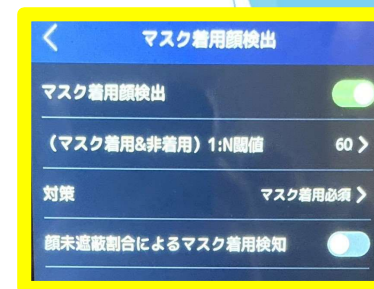 マスク着用顔検出
マスク着用顔検出
(マスク着用&非着用)1:N閾値 60 >
対策 マスク着用必須 >
顔未遮蔽割合によるマスク着用検知